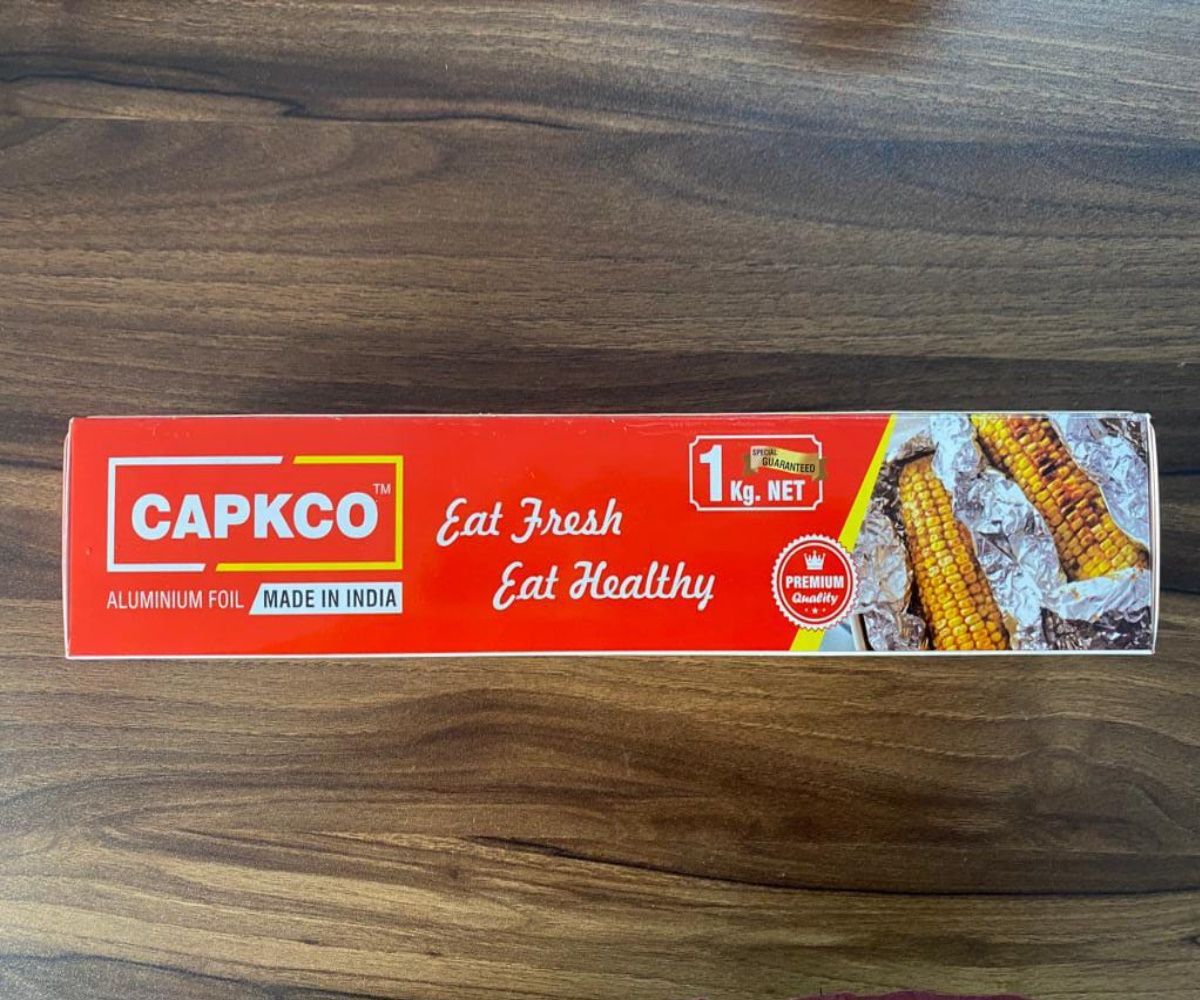 CAPKCO™
ALUMINIUM FOIL MADE IN INDIA
Eat Fresh
Eat Healthy
1 Kg. NET
SPECIAL
GUARANTEED
PREMIUM
Quality